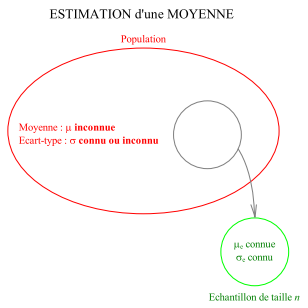 ESTIMATION d'une MOYENNE
Population
Moyenne : μ inconnue
Ecart-type : σ connu ou inconnu
μe connue
σe connu
Echantillon de taille n